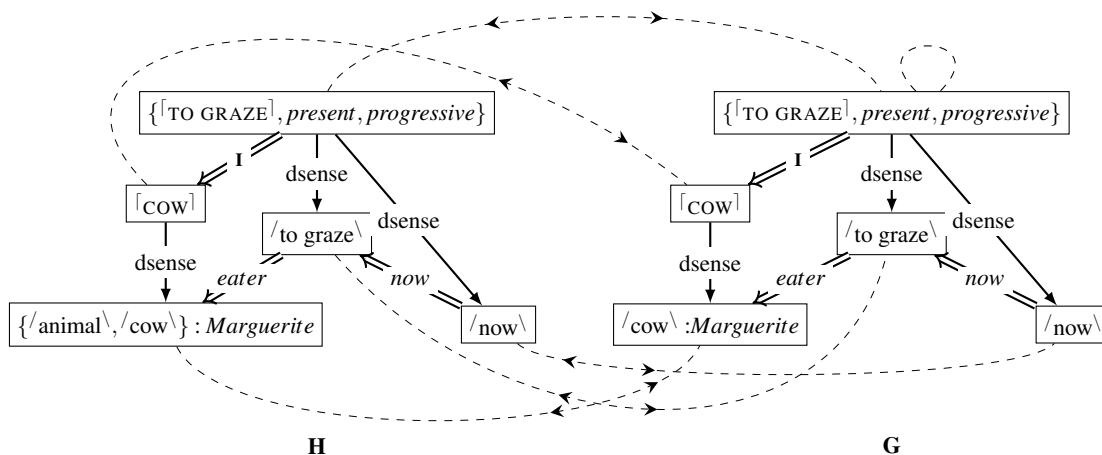 {⌈TO GRAZE⌉, present, progressive} {⌈TO GRAZE⌉, present, progressive}
I I
dsense dsense
⌈COW⌉ ⌈COW⌉
dsense dsense
/to graze\ /to graze\
dsense eater now dsense eater now
{/animal\, /cow\} : Marguerite /now\ /cow\ :Marguerite /now\
H G